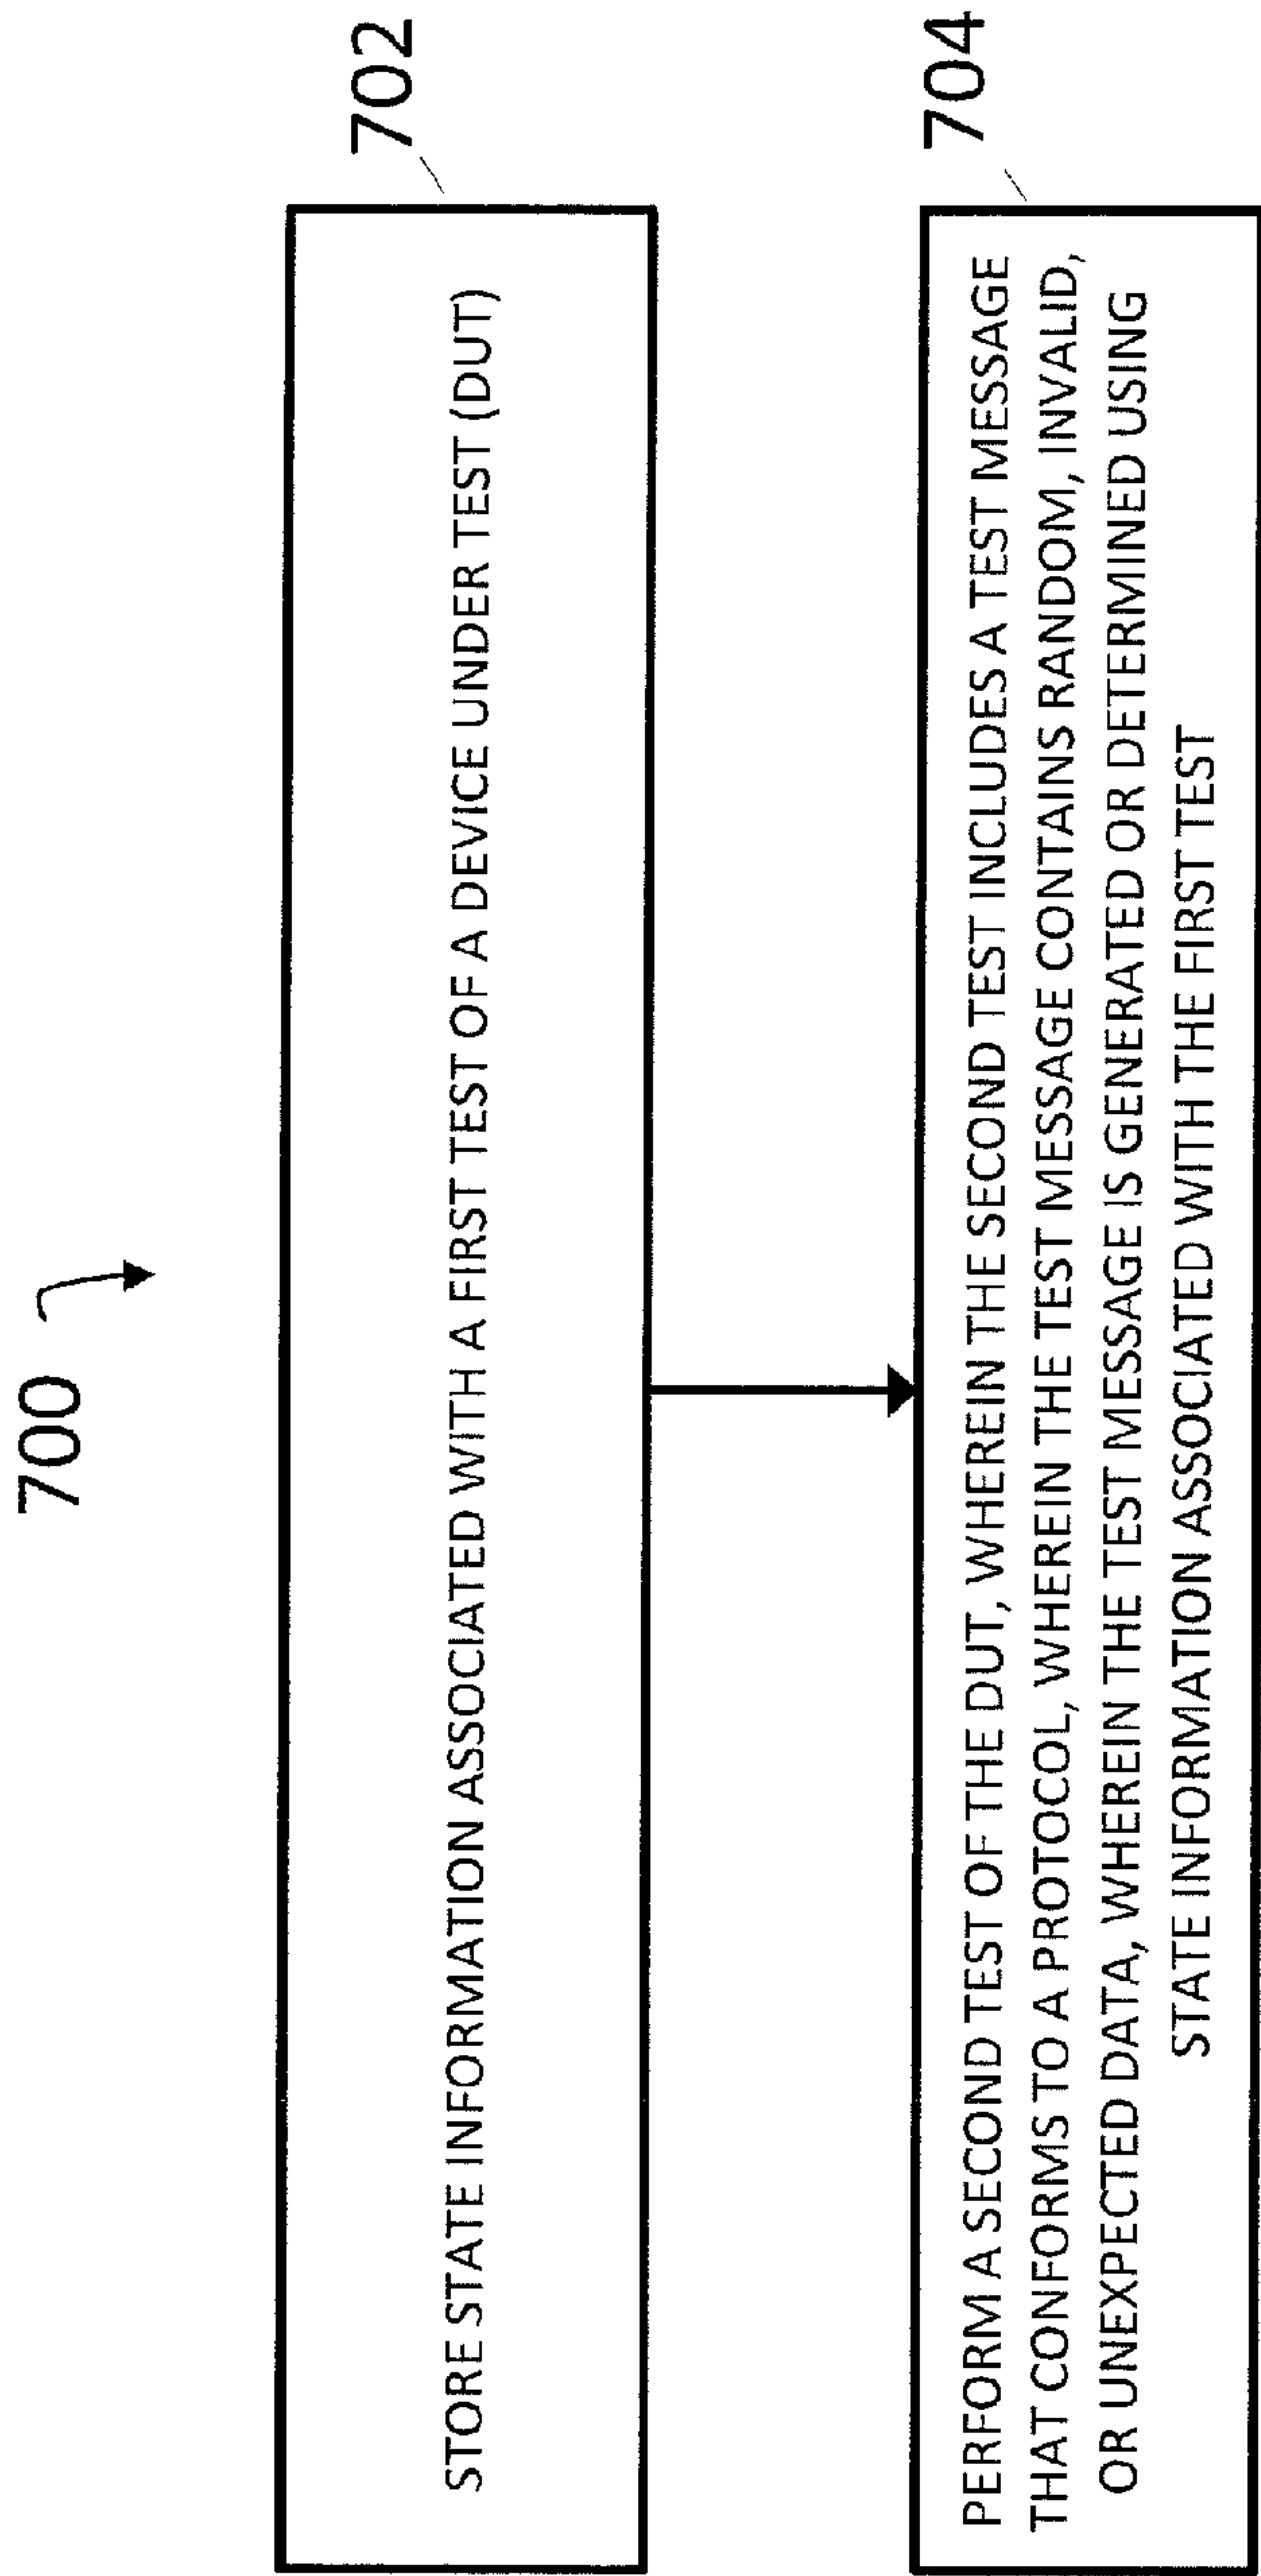 700
702
STORE STATE INFORMATION ASSOCIATED WITH A FIRST TEST OF A DEVICE UNDER TEST (DUT)
704
PERFORM A SECOND TEST OF THE DUT, WHEREIN THE SECOND TEST INCLUDES A TEST MESSAGE
THAT CONFORMS TO A PROTOCOL, WHEREIN THE TEST MESSAGE CONTAINS RANDOM, INVALID,
OR UNEXPECTED DATA, WHEREIN THE TEST MESSAGE IS GENERATED OR DETERMINED USING
STATE INFORMATION ASSOCIATED WITH THE FIRST TEST